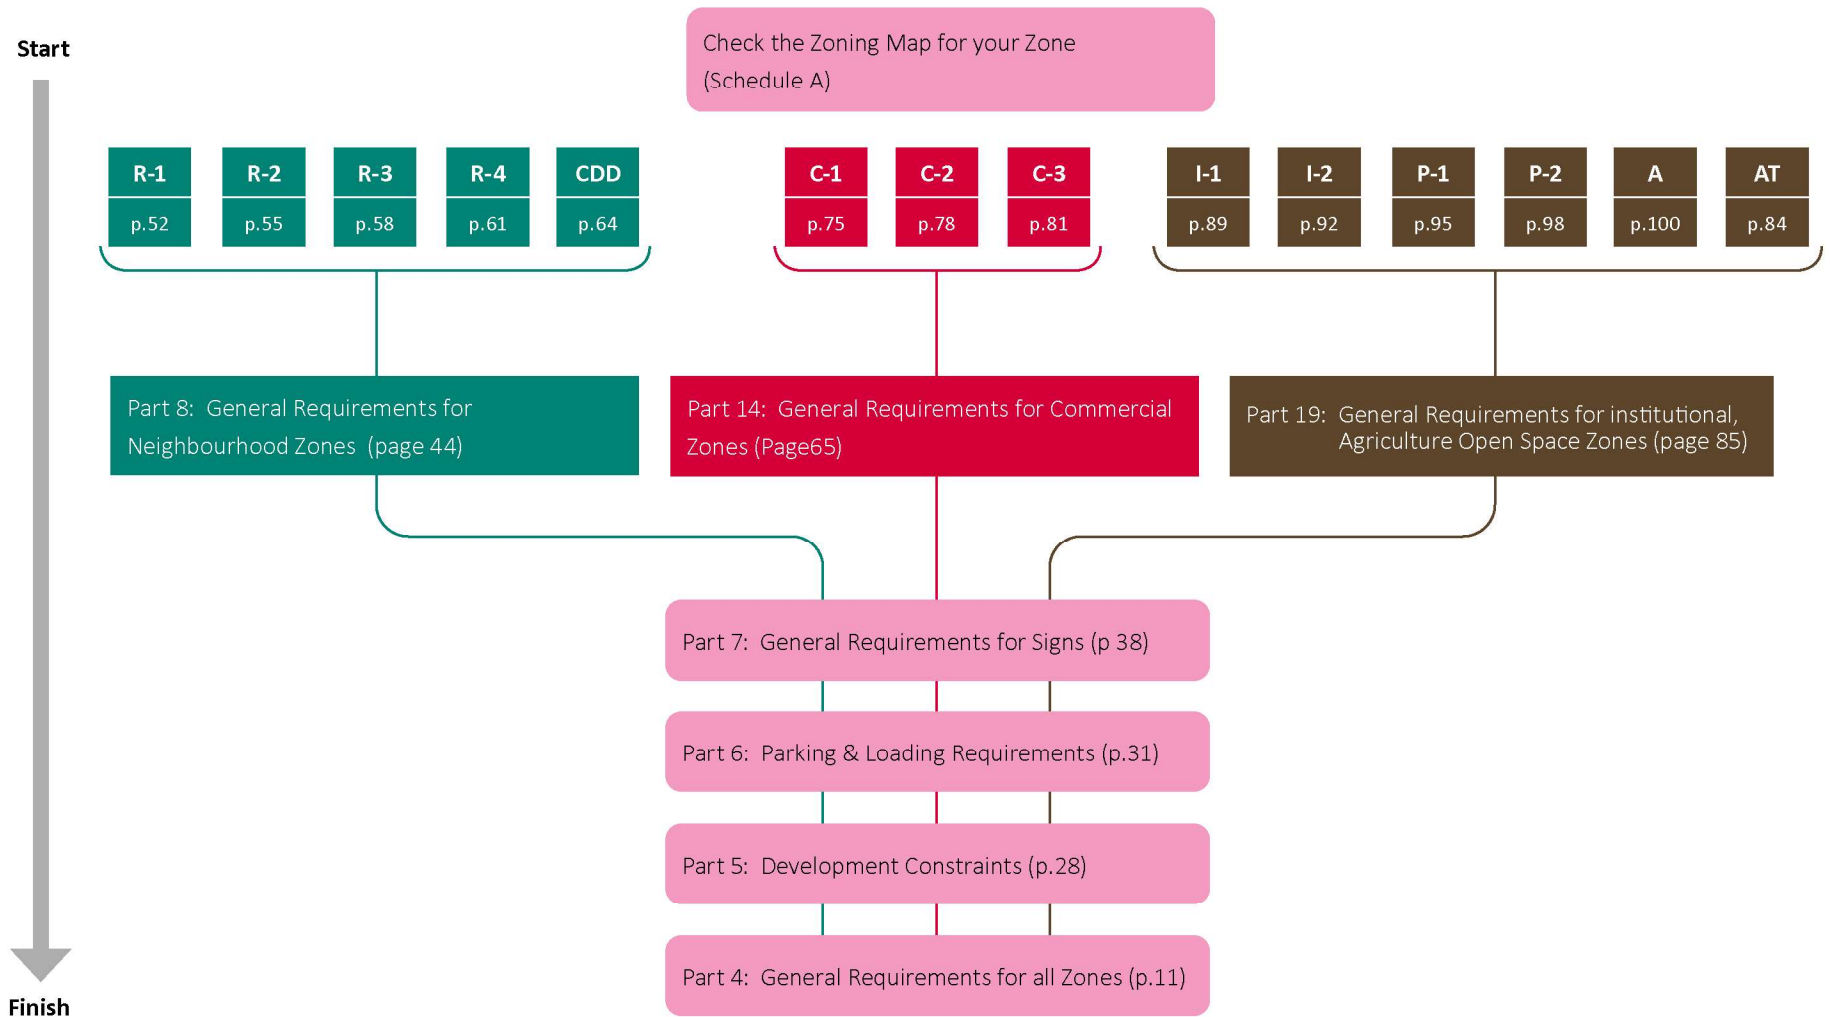 Start
Check the Zoning Map for your Zone
(Schedule A)
R-1 R-2 R-3 R-4 CDD C-1 C-2 C-3 I-1 I-2 P-1 P-2 A AT
p.52 p.55 p.58 p.61 p.64 p.75 p.78 p.81 p.89 p.92 p.95 p.98 p.100 p.84
Part 8: General Requirements for
Neighbourhood Zones (page 44)
Part 14: General Requirements for Commercial
Zones (Page65)
Part 19: General Requirements for institutional,
Agriculture Open Space Zones (page 85)
Part 7: General Requirements for Signs (p 38)
Part 6: Parking & Loading Requirements (p.31)
Part 5: Development Constraints (p.28)
Part 4: General Requirements for all Zones (p.11)
Finish